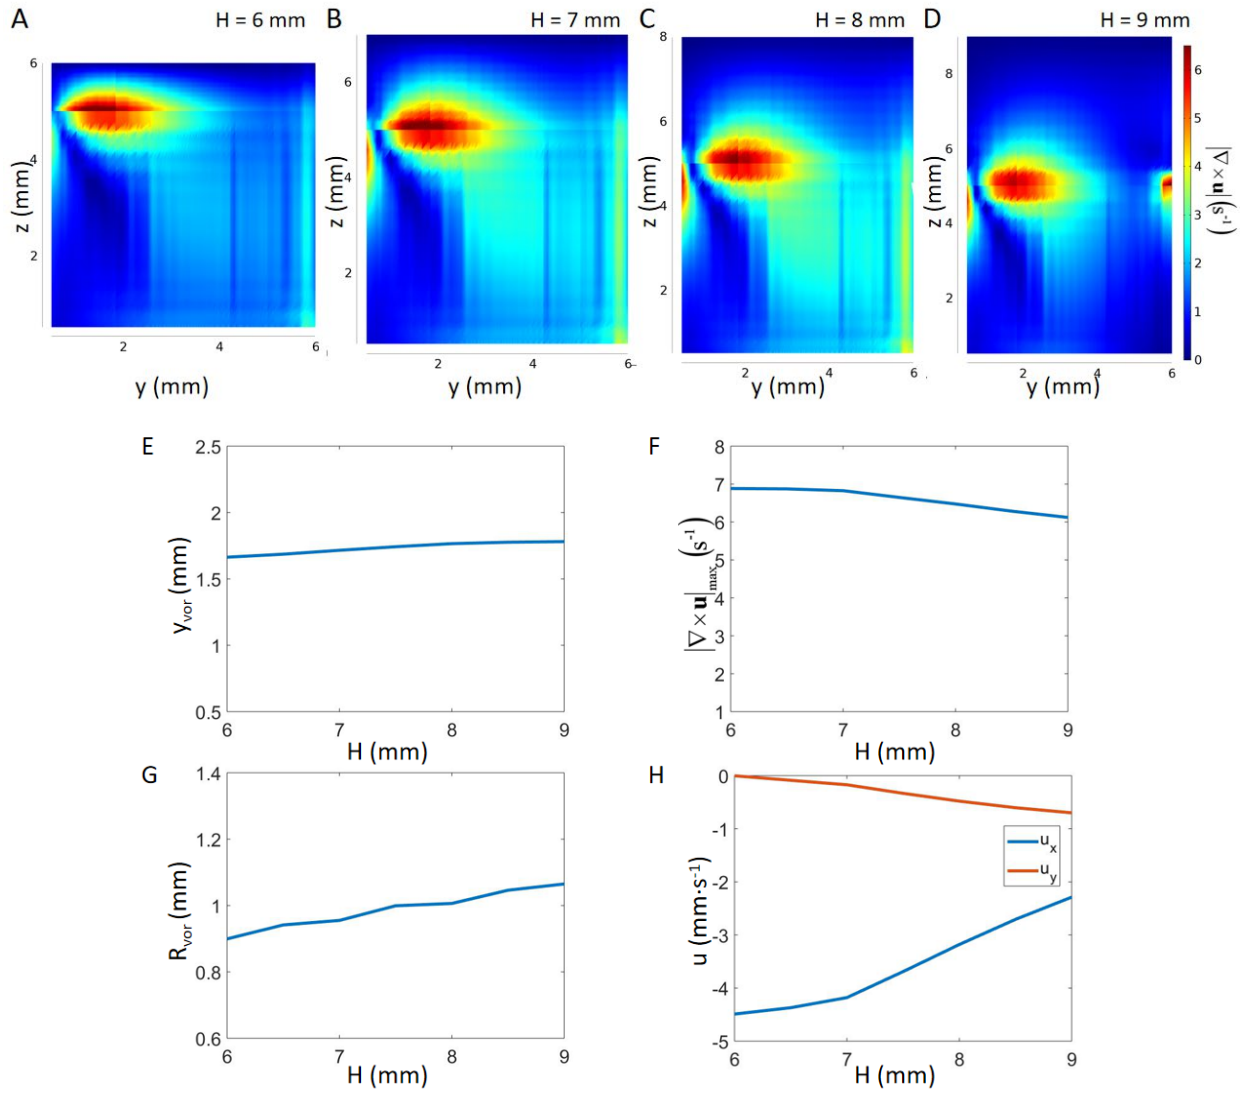 A H = 6 mm B H = 7 mm C H = 8 mm D H = 9 mm
6
4
2
z (mm)
2 6
y (mm)
6
4
2
z (mm)
2 4 6
y (mm)
8
6
4
2
z (mm)
2 4 6
y (mm)
8
6
4
2
z (mm)
2 4 6
y (mm)
6
5
4
3
2
1
0
|∇ × u| (s⁻¹)
E
2.5
2
1.5
1
0.5
y_vor (mm)
6 7 8 9
H (mm)
F
8
7
6
5
4
3
2
1
|∇ × u|_max (s⁻¹)
6 7 8 9
H (mm)
G
1.4
1.2
1
0.8
0.6
R_vor (mm)
6 7 8 9
H (mm)
H
0
-1
-2
-3
-4
-5
u (mm·s⁻¹)
u_x
u_y
6 7 8 9
H (mm)